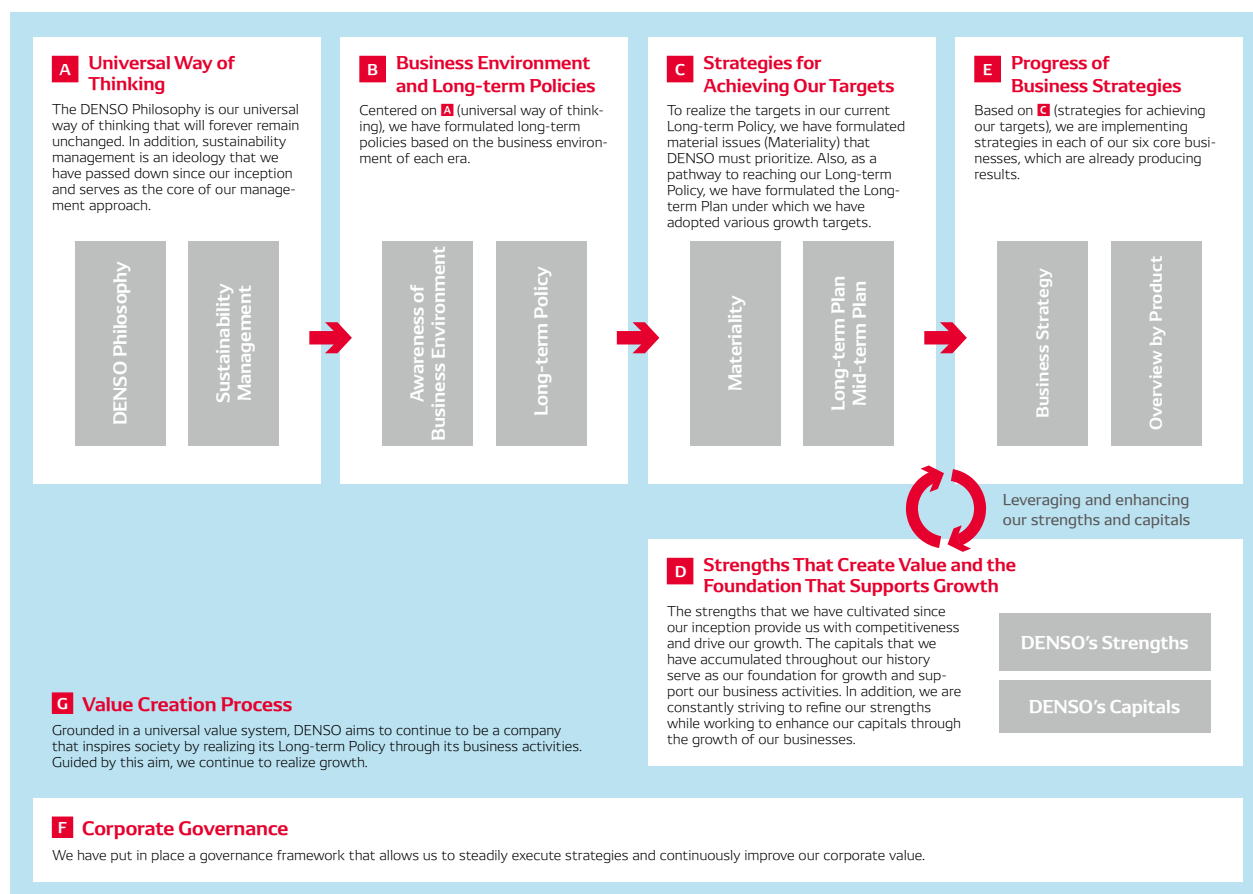 A Universal Way of
Thinking
The DENSO Philosophy is our universal
way of thinking that will forever remain
unchanged. In addition, sustainability
management is an ideology that we
have passed down since our inception
and serves as the core of our manage-
ment approach.
DENSO Philosophy
Sustainability
Management
B Business Environment
and Long-term Policies
Centered on A (universal way of think-
ing), we have formulated long-term
policies based on the business environ-
ment of each era.
Awareness of
Business Environment
Long-term Policy
C Strategies for
Achieving Our Targets
To realize the targets in our current
Long-term Policy, we have formulated
material issues (Materiality) that
DENSO must prioritize. Also, as a
pathway to reaching our Long-term
Policy, we have formulated the Long-
term Plan under which we have
adopted various growth targets.
Materiality
Long-term Plan
Mid-term Plan
E Progress of
Business Strategies
Based on C (strategies for achieving
our targets), we are implementing
strategies in each of our six core busi-
nesses, which are already producing
results.
Business Strategy
Overview by Product
Leveraging and enhancing
our strengths and capitals
D Strengths That Create Value and the
Foundation That Supports Growth
The strengths that we have cultivated since
our inception provide us with competitiveness
and drive our growth. The capitals that we
have accumulated throughout our history
serve as our foundation for growth and sup-
port our business activities. In addition, we are
constantly striving to refine our strengths
while working to enhance our capitals through
the growth of our businesses.
DENSO's Strengths
DENSO's Capitals
G Value Creation Process
Grounded in a universal value system, DENSO aims to continue to be a company
that inspires society by realizing its Long-term Policy through its business activities.
Guided by this aim, we continue to realize growth.
F Corporate Governance
We have put in place a governance framework that allows us to steadily execute strategies and continuously improve our corporate value.